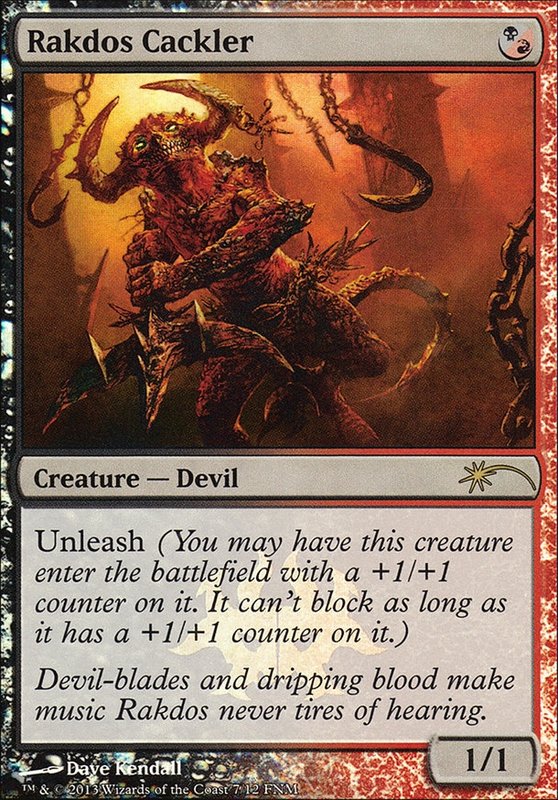 Rakdos Cackler
Creature — Devil
Unleash (You may have this creature
enter the battlefield with a +1/+1
counter on it. It can't block as long as
it has a +1/+1 counter on it.)
Devil-blades and dripping blood make
music Rakdos never tires of hearing.
1/1
Dave Kendall
™ & © 2013 Wizards of the Coast 7/12 FNM